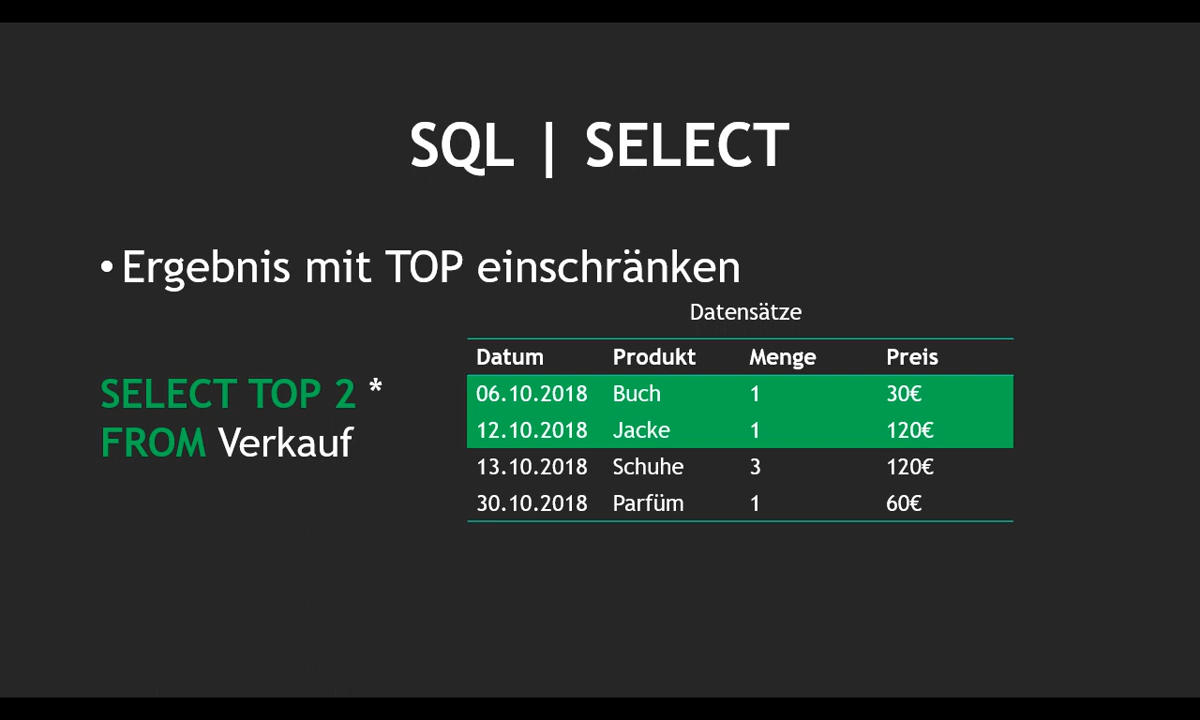 SQL | SELECT
• Ergebnis mit TOP einschränken
Datensätze
SELECT TOP 2 *
FROM Verkauf
Datum Produkt Menge Preis
06.10.2018 Buch 1 30€
12.10.2018 Jacke 1 120€
13.10.2018 Schuhe 3 120€
30.10.2018 Parfüm 1 60€